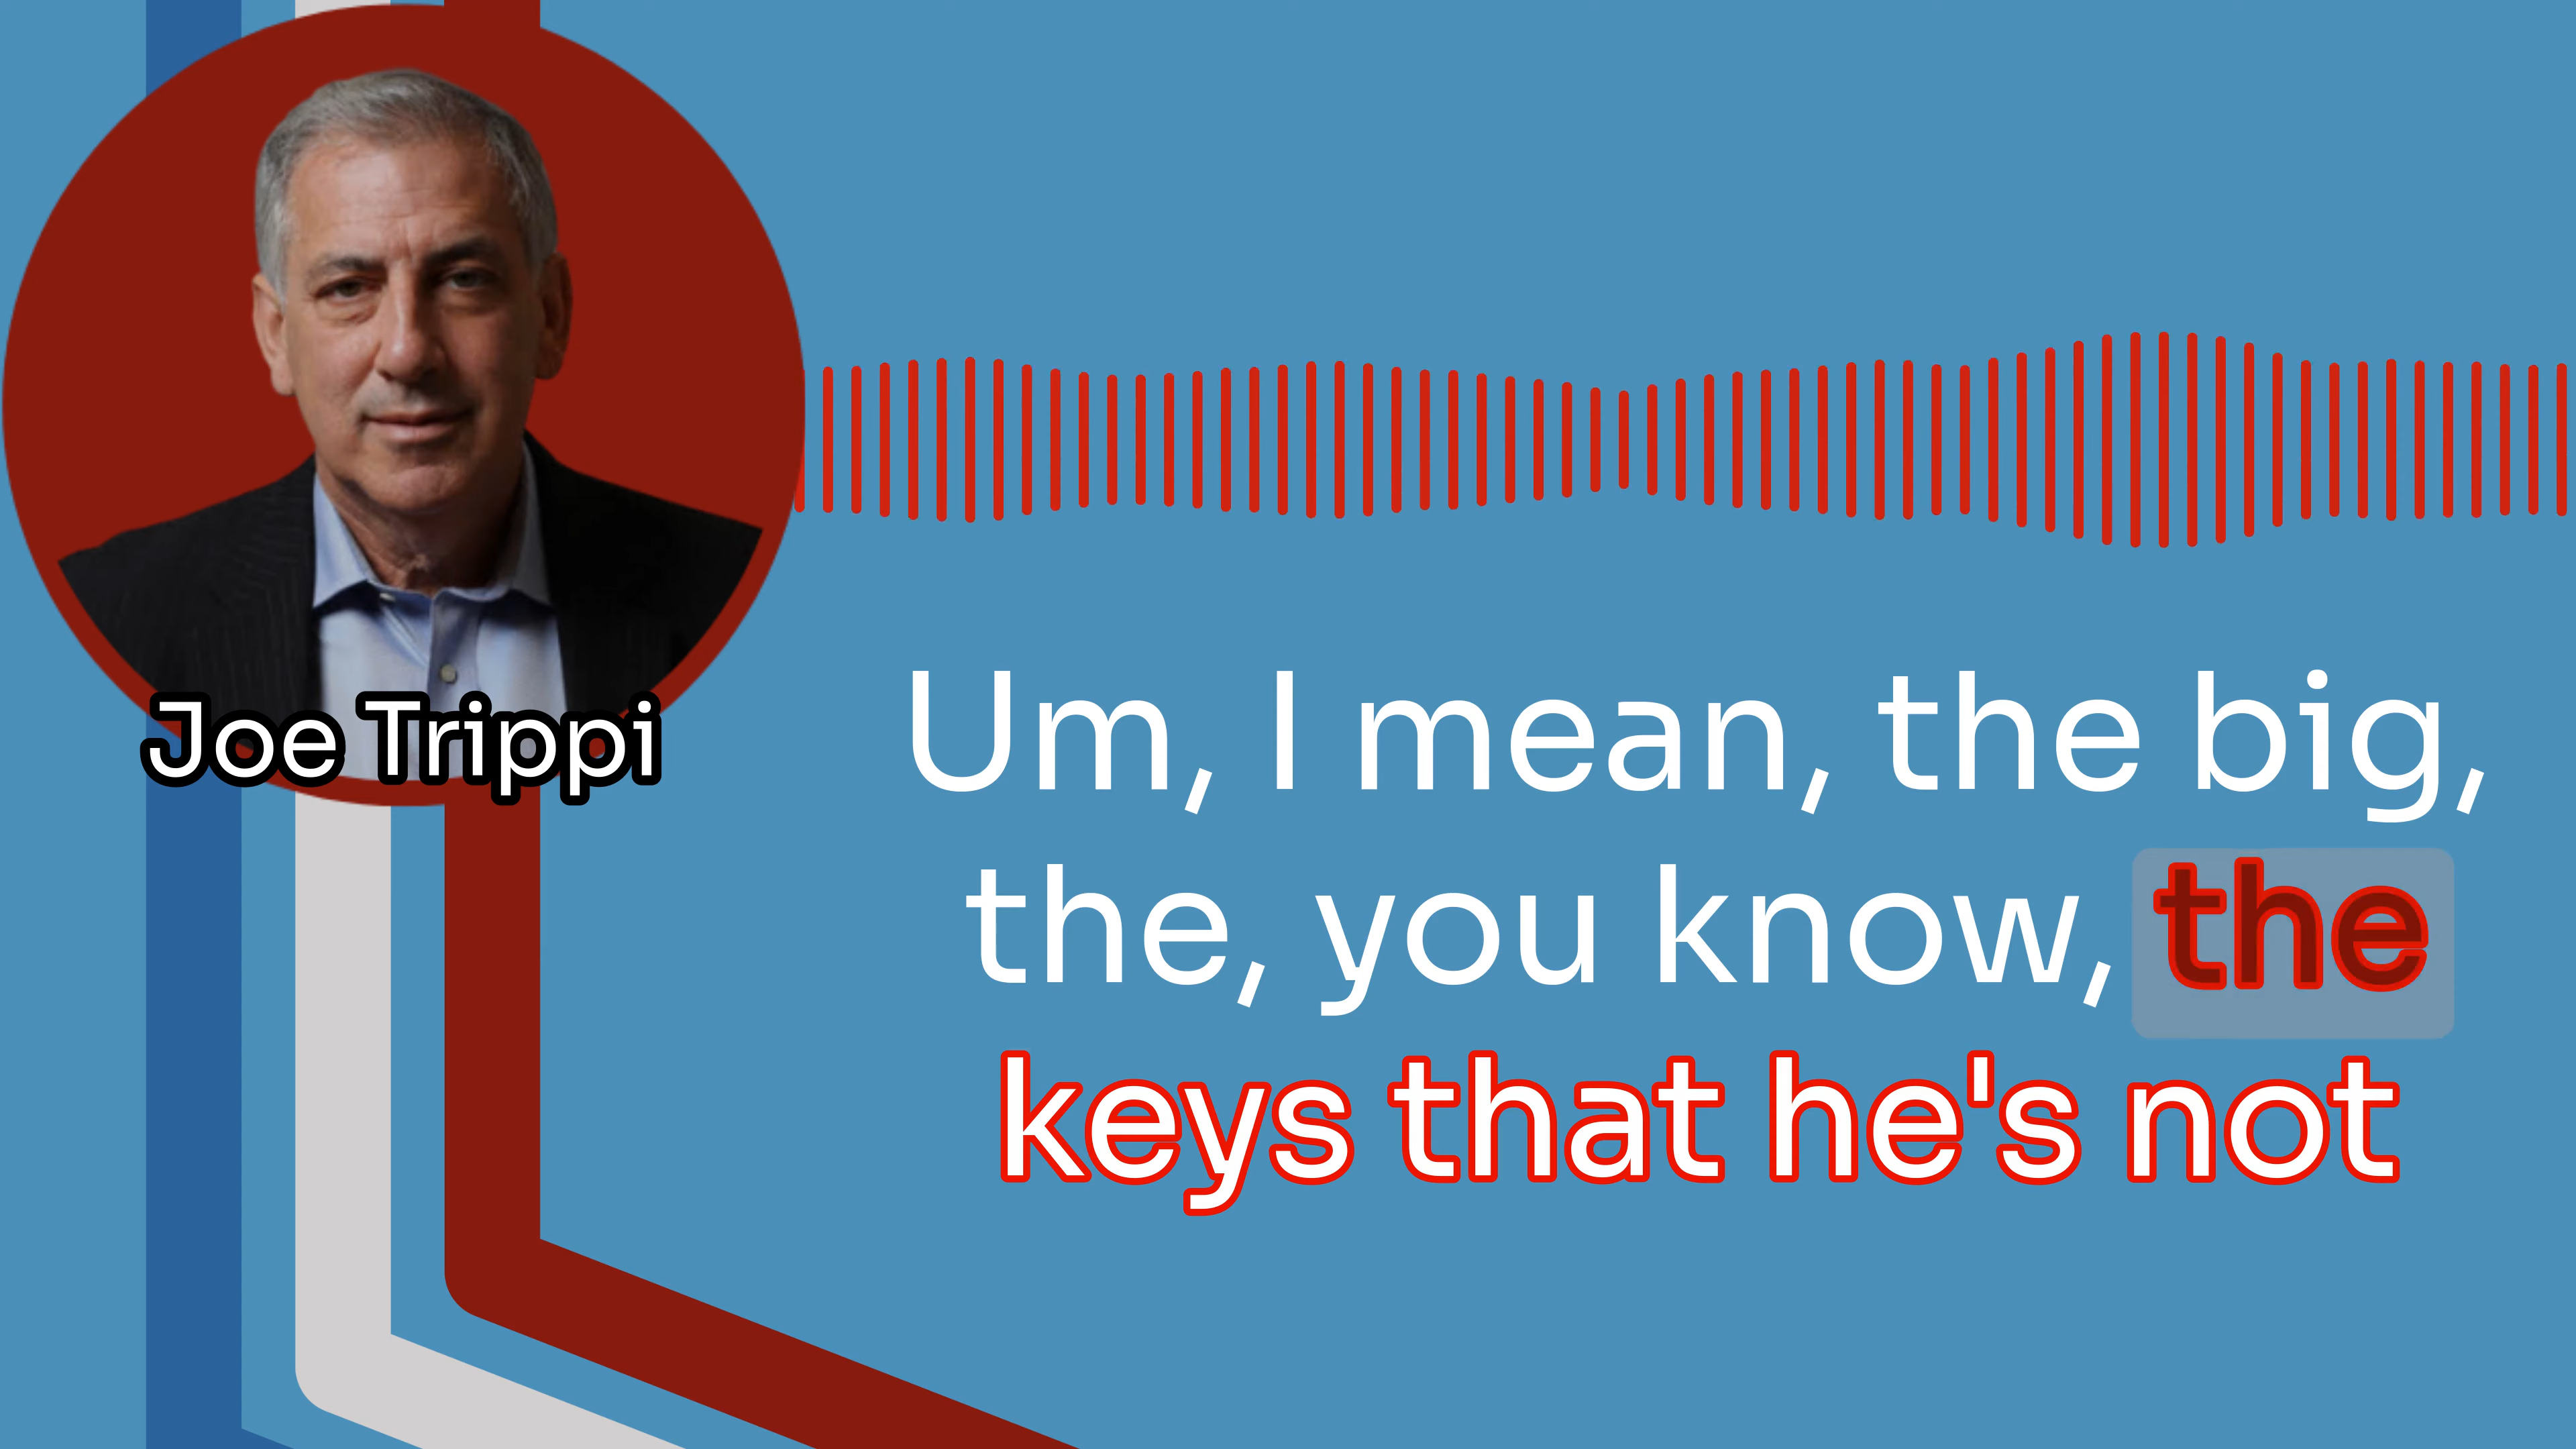 Joe Trippi
Um, I mean, the big,
the, you know, the
keys that he's not